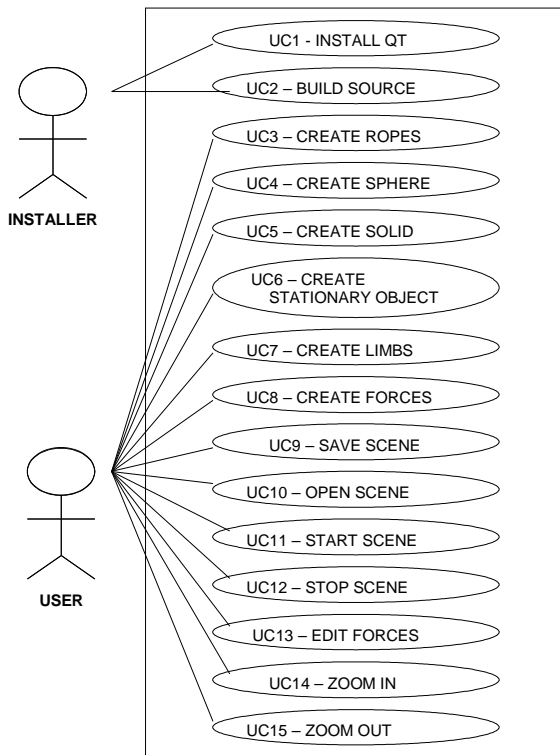 UC1 - INSTALL QT
UC2 – BUILD SOURCE
UC3 – CREATE ROPES
UC4 – CREATE SPHERE
INSTALLER
UC5 – CREATE SOLID
UC6 – CREATE
STATIONARY OBJECT
UC7 – CREATE LIMBS
UC8 – CREATE FORCES
UC9 – SAVE SCENE
UC10 – OPEN SCENE
UC11 – START SCENE
UC12 – STOP SCENE
USER
UC13 – EDIT FORCES
UC14 – ZOOM IN
UC15 – ZOOM OUT